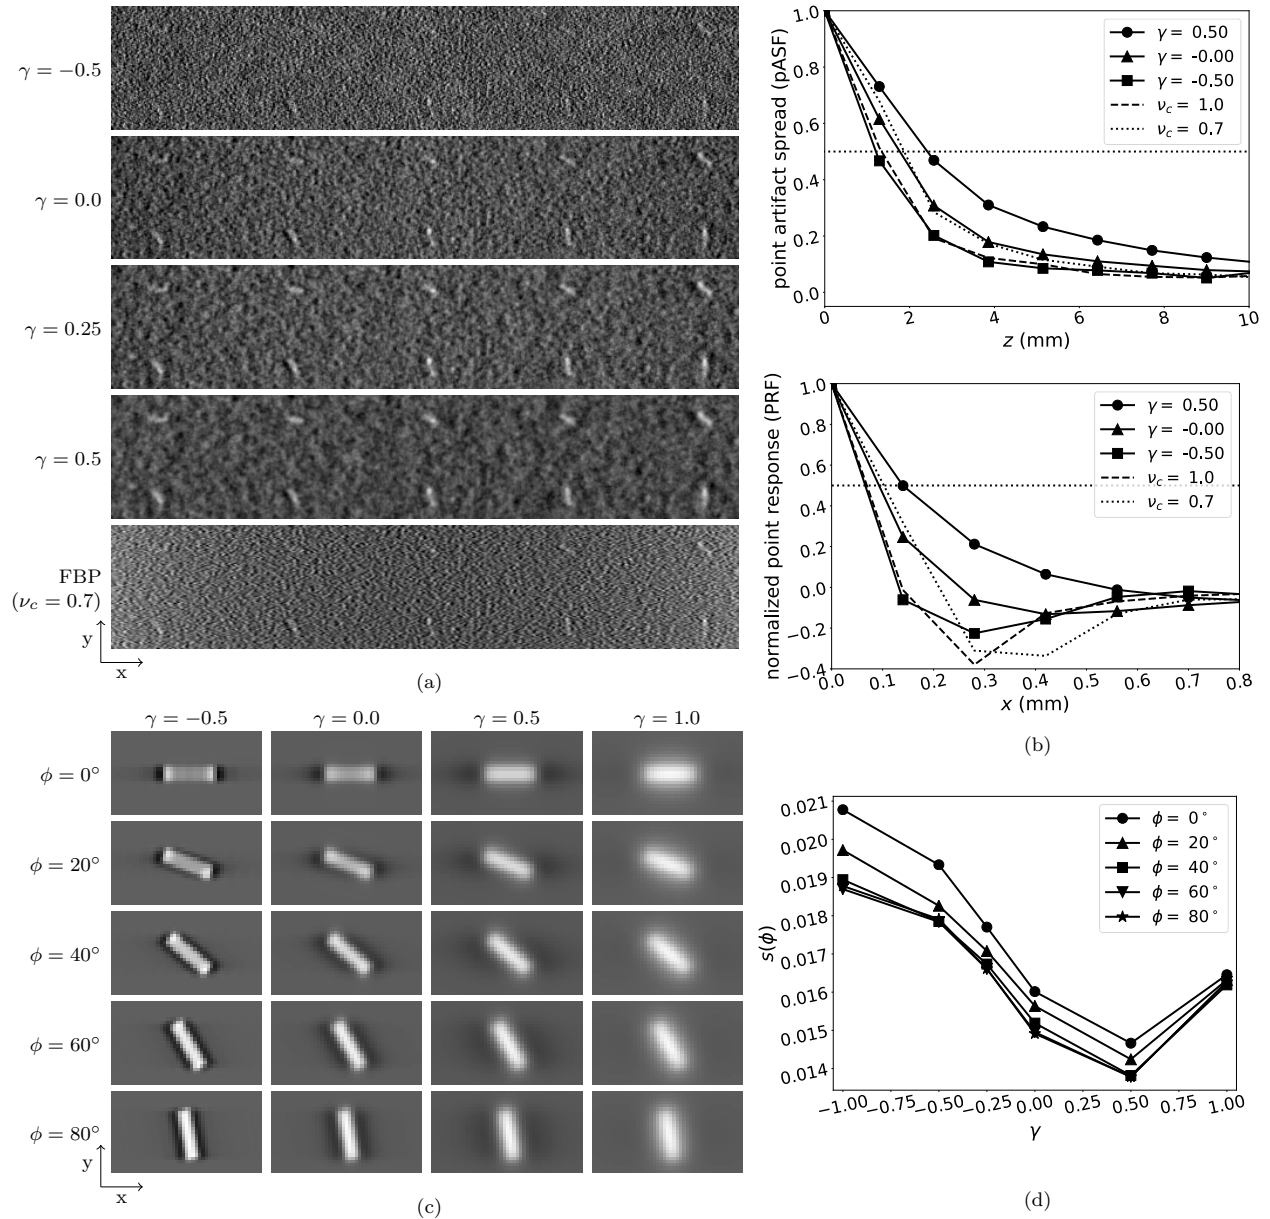 γ = −0.5
γ = 0.0
γ = 0.25
γ = 0.5
FBP
(ν_c = 0.7)
y
x
(a)
point artifact spread (pASF)
1.0
0.8
0.6
0.4
0.2
0.0
0 2 4 6 8 10
z (mm)
γ = 0.50
γ = -0.00
γ = -0.50
ν_c = 1.0
ν_c = 0.7
normalized point response (PRF)
1.0
0.8
0.6
0.4
0.2
0.0
−0.2
−0.4
0.0 0.1 0.2 0.3 0.4 0.5 0.6 0.7 0.8
x (mm)
γ = 0.50
γ = -0.00
γ = -0.50
ν_c = 1.0
ν_c = 0.7
(b)
γ = −0.5 γ = 0.0 γ = 0.5 γ = 1.0
ϕ = 0°
ϕ = 20°
ϕ = 40°
ϕ = 60°
ϕ = 80°
y
x
(c)
s(ϕ)
0.021
0.020
0.019
0.018
0.017
0.016
0.015
0.014
−1.00 −0.75 −0.50 −0.25 0.00 0.25 0.50 0.75 1.00
γ
ϕ = 0°
ϕ = 20°
ϕ = 40°
ϕ = 60°
ϕ = 80°
(d)